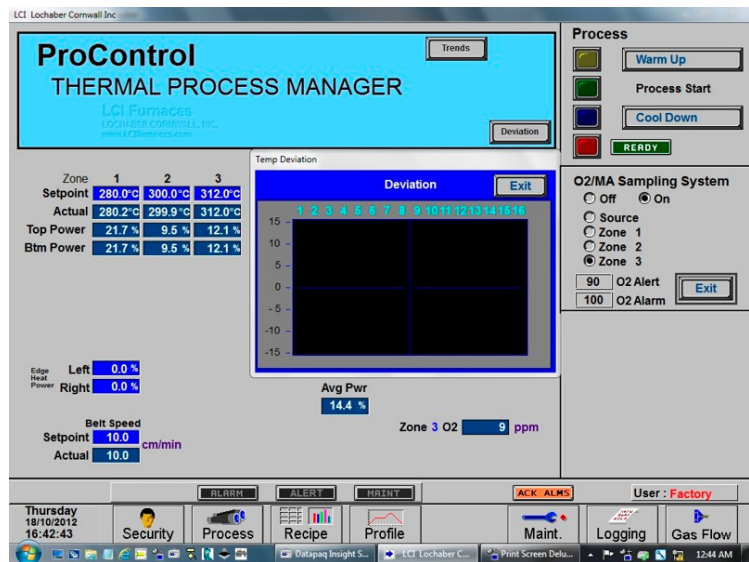 LCI Lochaber Cornwall Inc
ProControl
THERMAL PROCESS MANAGER
LCI Furnaces
LOCHABER CORNWALL, INC.
www.LCIfurnaces.com
Trends
Deviation
Process
Warm Up
Process Start
Cool Down
READY
Zone 1 2 3
Setpoint 280.0°C 300.0°C 312.0°C
Actual 280.2°C 299.9°C 312.0°C
Top Power 21.7 % 9.5 % 12.1 %
Btm Power 21.7 % 9.5 % 12.1 %
Temp Deviation
Deviation
Exit
1 2 3 4 5 6 7 8 9 10 11 12 13 14 15 16
15
10
5
0
-5
-10
-15
O2/MA Sampling System
Off On
Source
Zone 1
Zone 2
Zone 3
90 O2 Alert
100 O2 Alarm
Exit
Edge Heat Power
Left 0.0 %
Right 0.0 %
Avg Pwr
14.4 %
Zone 3 O2 9 ppm
Belt Speed
Setpoint 10.0
cm/min
Actual 10.0
ALARM ALERT MAINT ACK ALMS User : Factory
Thursday
18/10/2012
16:42:43
Security Process Recipe Profile Maint. Logging Gas Flow
Datapaq Insight S... LCI Lochaber C... Print Screen Delu... 12:44 AM